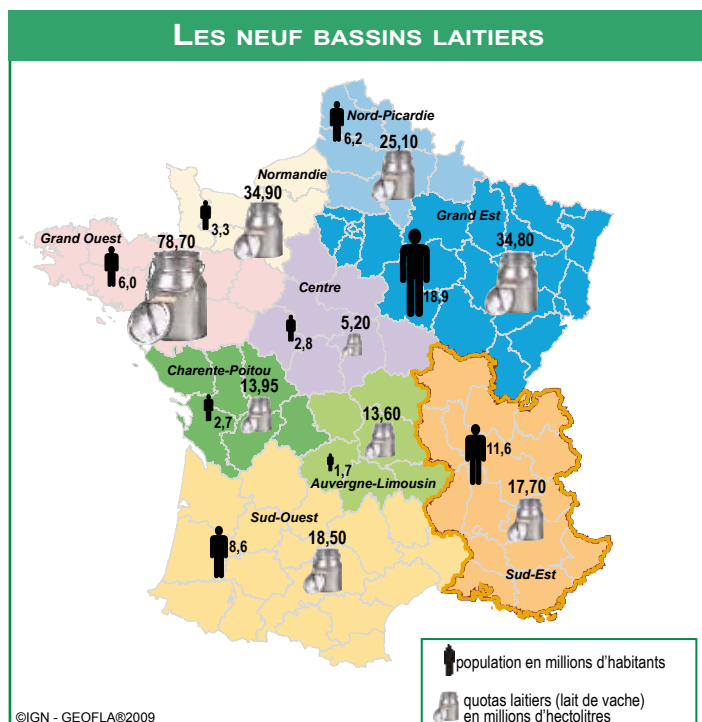 LES NEUF BASSINS LAITIERS
Nord-Picardie
6,2
25,10
Normandie
34,90
3,3
Grand Est
34,80
18,9
Grand Ouest
78,70
6,0
Centre
5,20
2,8
Charente-Poitou
13,95
2,7
13,60
1,7
Auvergne-Limousin
11,6
17,70
Sud-Est
Sud-Ouest
18,50
8,6
population en millions d'habitants
quotas laitiers (lait de vache)
en millions d'hectolitres
©IGN - GEOFLA®2009